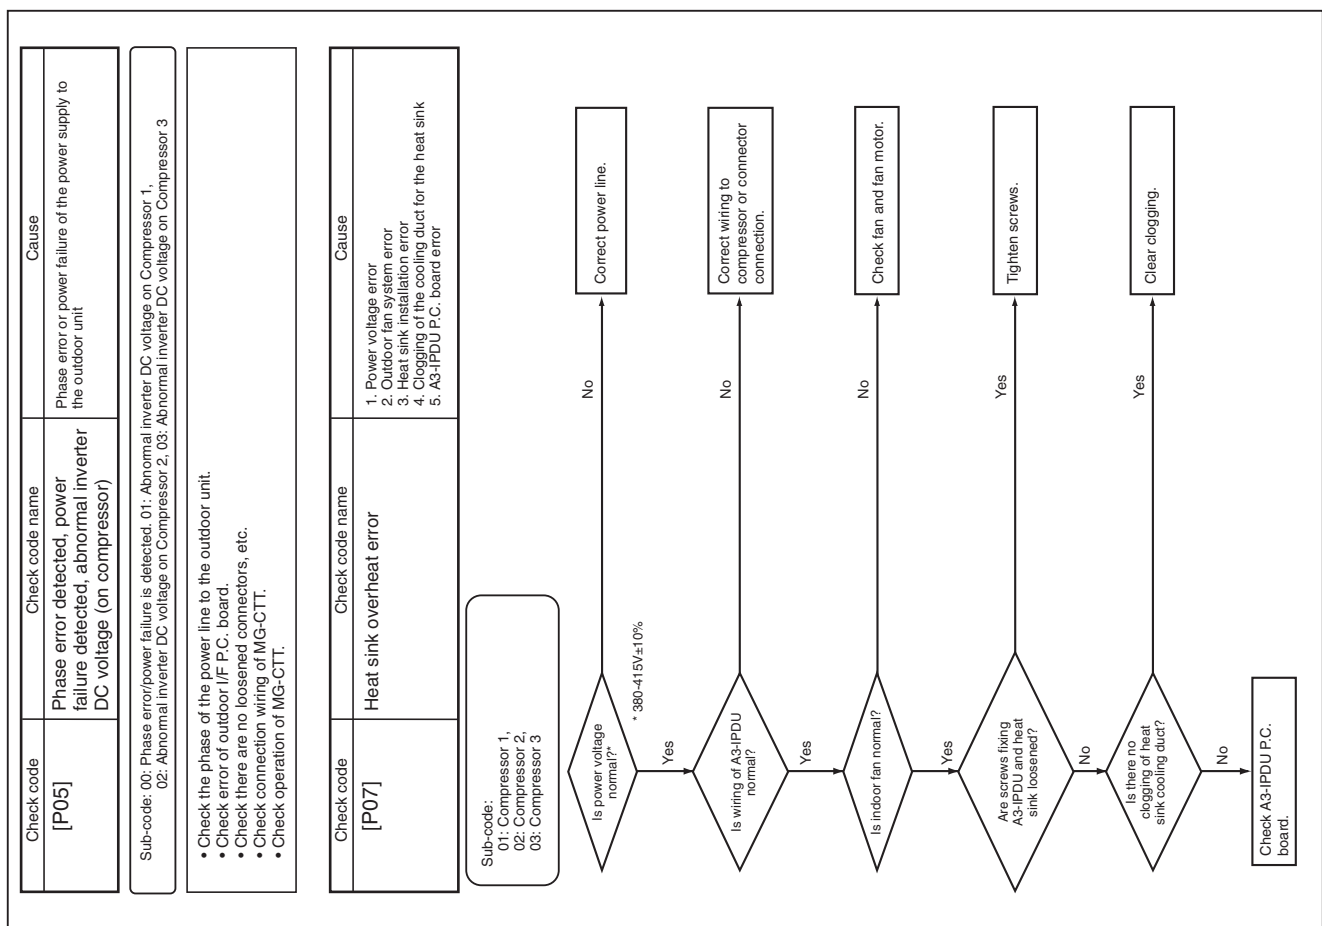 Check code
Check code name
Cause
[P05]
Phase error detected, power
failure detected, abnormal inverter
DC voltage (on compressor)
Phase error or power failure of the power supply to
the outdoor unit
Sub-code: 00: Phase error/power failure is detected. 01: Abnormal inverter DC voltage on Compressor 1,
02: Abnormal inverter DC voltage on Compressor 2, 03: Abnormal inverter DC voltage on Compressor 3
• Check the phase of the power line to the outdoor unit.
• Check error of outdoor I/F P.C. board.
• Check there are no loosened connectors, etc.
• Check connection wiring of MG-CTT.
• Check operation of MG-CTT.
Check code
Check code name
Cause
[P07]
Heat sink overheat error
1. Power voltage error
2. Outdoor fan system error
3. Heat sink installation error
4. Clogging of the cooling duct for the heat sink
5. A3-IPDU P.C. board error
Sub-code:
01: Compressor 1,
02: Compressor 2,
03: Compressor 3
Is power voltage
normal?*
No
Correct power line.
* 380-415V±10%
Yes
Is wiring of A3-IPDU
normal?
No
Correct wiring to
compressor or connector
connection.
Yes
Is indoor fan normal?
No
Check fan and fan motor.
Yes
Are screws fixing
A3-IPDU and heat
sink loosened?
Yes
Tighten screws.
No
Is there no
clogging of heat
sink cooling duct?
Yes
Clear clogging.
No
Check A3-IPDU P.C.
board.